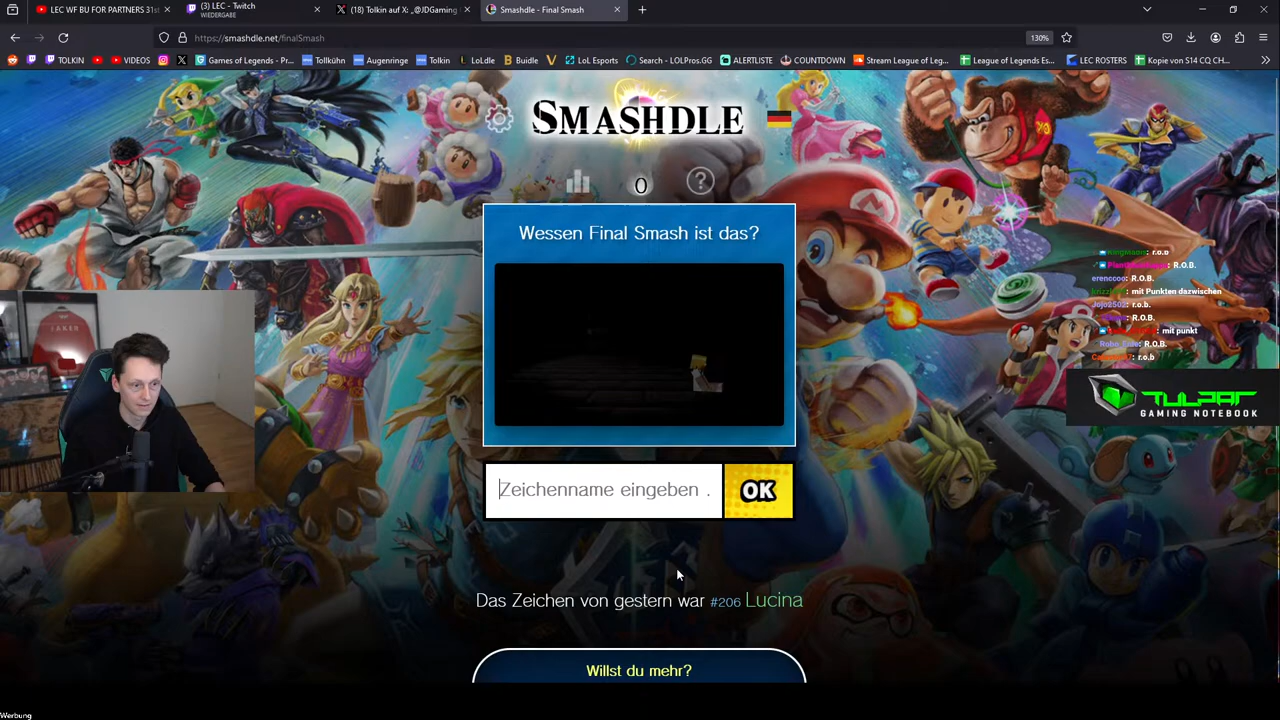 LEC WF BU FOR PARTNERS 31st
(3) LEC - Twitch
WIEDERGABE
(18) Tolkin auf X: „@JDGaming
Smashdle - Final Smash
https://smashdle.net/finalSmash
130%
TOLKIN
VIDEOS
Games of Legends - Pr...
Tollkühn
Augenringe
Tolkin
LoLdle
Buidle
LoL Esports
Search - LOLPros.GG
ALERTLISTE
COUNTDOWN
Stream League of Leg...
League of Legends Es...
LEC ROSTERS
Kopie von S14 CQ CH...
SMASHDLE
0
?
Wessen Final Smash ist das?
: r.o.b
: R.O.B.
erenccoo: R.O.B.
: mit Punkten dazwischen
Jojo2502: r.o.b.
: R.O.B.
: mit punkt
: R.O.B.
: r.o.b
JAKER
TULPAR
GAMING NOTEBOOK
Zeichenname eingeben .
OK
Das Zeichen von gestern war #206 Lucina
Willst du mehr?
Werbung